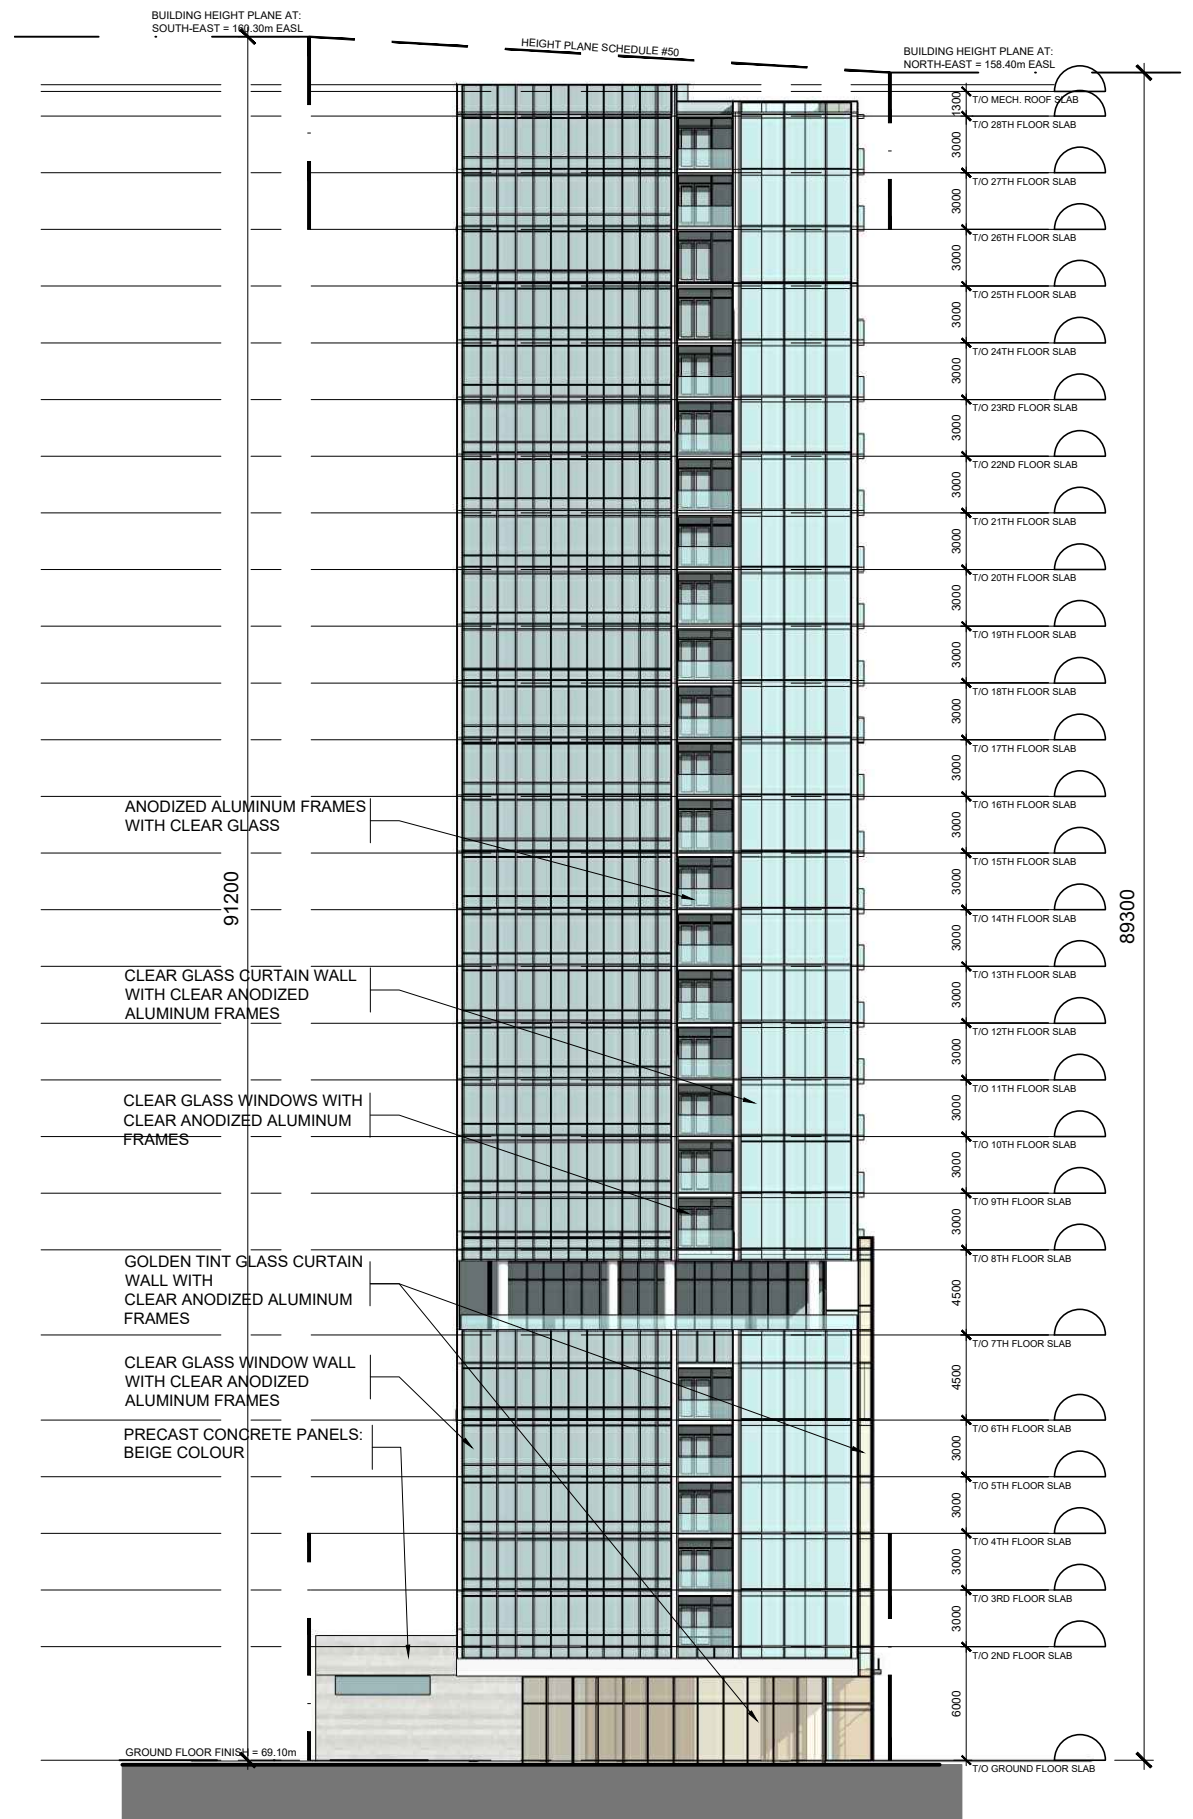 BUILDING HEIGHT PLANE AT:
SOUTH-EAST = 160.30m EASL
HEIGHT PLANE SCHEDULE #50
BUILDING HEIGHT PLANE AT:
NORTH-EAST = 158.40m EASL
1300
T/O MECH. ROOF SLAB
T/O 28TH FLOOR SLAB
3000
T/O 27TH FLOOR SLAB
3000
T/O 26TH FLOOR SLAB
3000
T/O 25TH FLOOR SLAB
3000
T/O 24TH FLOOR SLAB
3000
T/O 23RD FLOOR SLAB
3000
T/O 22ND FLOOR SLAB
3000
T/O 21TH FLOOR SLAB
3000
T/O 20TH FLOOR SLAB
3000
T/O 19TH FLOOR SLAB
3000
T/O 18TH FLOOR SLAB
3000
T/O 17TH FLOOR SLAB
3000
T/O 16TH FLOOR SLAB
3000
T/O 15TH FLOOR SLAB
3000
T/O 14TH FLOOR SLAB
3000
T/O 13TH FLOOR SLAB
3000
T/O 12TH FLOOR SLAB
3000
T/O 11TH FLOOR SLAB
3000
T/O 10TH FLOOR SLAB
3000
T/O 9TH FLOOR SLAB
3000
T/O 8TH FLOOR SLAB
4500
T/O 7TH FLOOR SLAB
4500
T/O 6TH FLOOR SLAB
3000
T/O 5TH FLOOR SLAB
3000
T/O 4TH FLOOR SLAB
3000
T/O 3RD FLOOR SLAB
3000
T/O 2ND FLOOR SLAB
6000
T/O GROUND FLOOR SLAB
89300
91200
ANODIZED ALUMINUM FRAMES
WITH CLEAR GLASS
CLEAR GLASS CURTAIN WALL
WITH CLEAR ANODIZED
ALUMINUM FRAMES
CLEAR GLASS WINDOWS WITH
CLEAR ANODIZED ALUMINUM
FRAMES
GOLDEN TINT GLASS CURTAIN
WALL WITH
CLEAR ANODIZED ALUMINUM
FRAMES
CLEAR GLASS WINDOW WALL
WITH CLEAR ANODIZED
ALUMINUM FRAMES
PRECAST CONCRETE PANELS:
BEIGE COLOUR
GROUND FLOOR FINISH = 69.10m